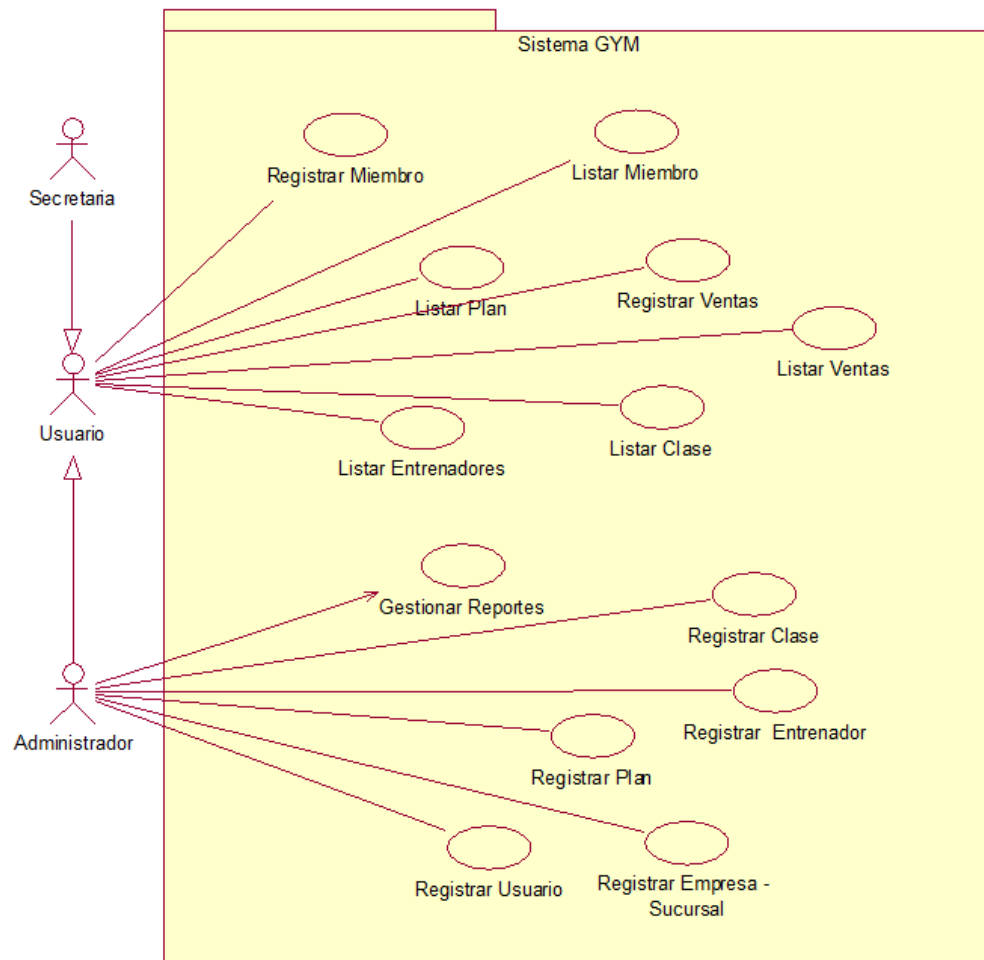 Sistema GYM
Registrar Miembro
Listar Miembro
Secretaria
Listar Plan
Registrar Ventas
Listar Ventas
Usuario
Listar Entrenadores
Listar Clase
Gestionar Reportes
Registrar Clase
Administrador
Registrar Entrenador
Registrar Plan
Registrar Usuario
Registrar Empresa -
Sucursal